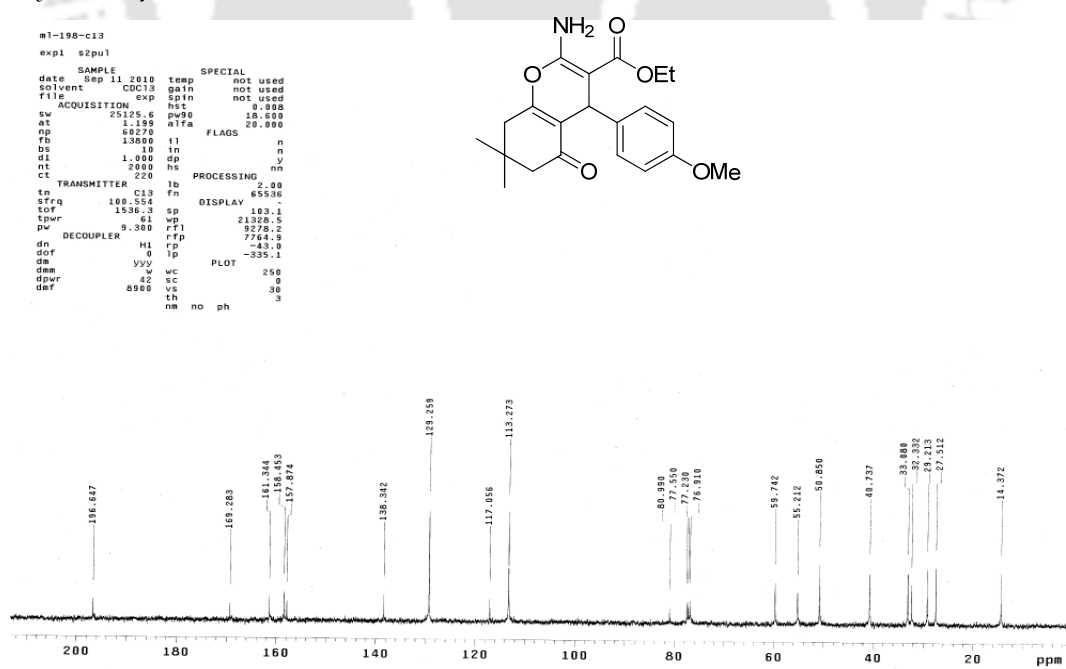 m1-198-c13
exp1 s2pul
SAMPLE
date Sep 11 2010
solvent CDCl3
file exp
ACQUISITION
sw 25125.6
at 1.199
np 60270
fb 13800
bs 10
d1 1.000
nt 2000
ct 220
TRANSMITTER
tn C13
sfrq 100.554
tof 1536.3
tpwr 61
pw 9.300
DECOUPLER
dn H1
dof 0
dm yyy
dmm w
dpwr 42
dmf 8900
SPECIAL
temp not used
gain not used
spin not used
hst 0.008
pw90 18.600
alfa 20.000
FLAGS
il n
in n
dp y
hs nn
PROCESSING
lb 2.00
fn 65536
DISPLAY
sp 103.1
wp 21328.5
rfl 9278.2
rfp 7764.9
rp -43.0
lp -335.1
PLOT
wc 250
sc 0
vs 30
th 3
nm no ph
NH2
O
O
OEt
O
OMe
196.647
169.283
161.344
158.453
157.874
138.342
129.259
117.056
113.273
80.990
77.550
77.230
76.910
59.742
55.212
50.850
40.737
33.080
32.332
29.213
27.512
14.372
200 180 160 140 120 100 80 60 40 20 ppm